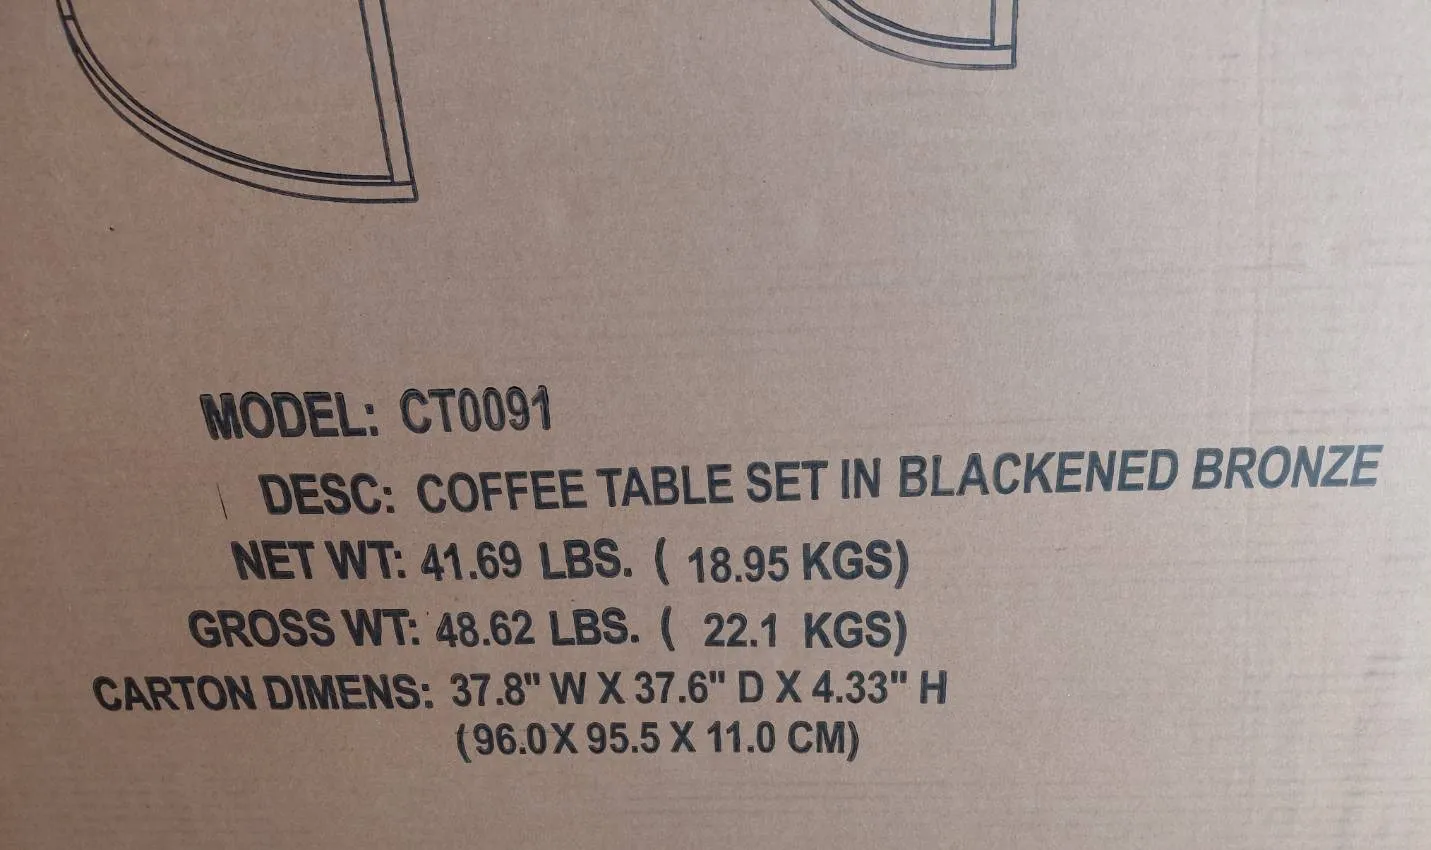 MODEL: CT0091
DESC: COFFEE TABLE SET IN BLACKENED BRONZE
NET WT: 41.69 LBS. ( 18.95 KGS)
GROSS WT: 48.62 LBS. ( 22.1 KGS)
CARTON DIMENS: 37.8" W X 37.6" D X 4.33" H
(96.0X 95.5 X 11.0 CM)